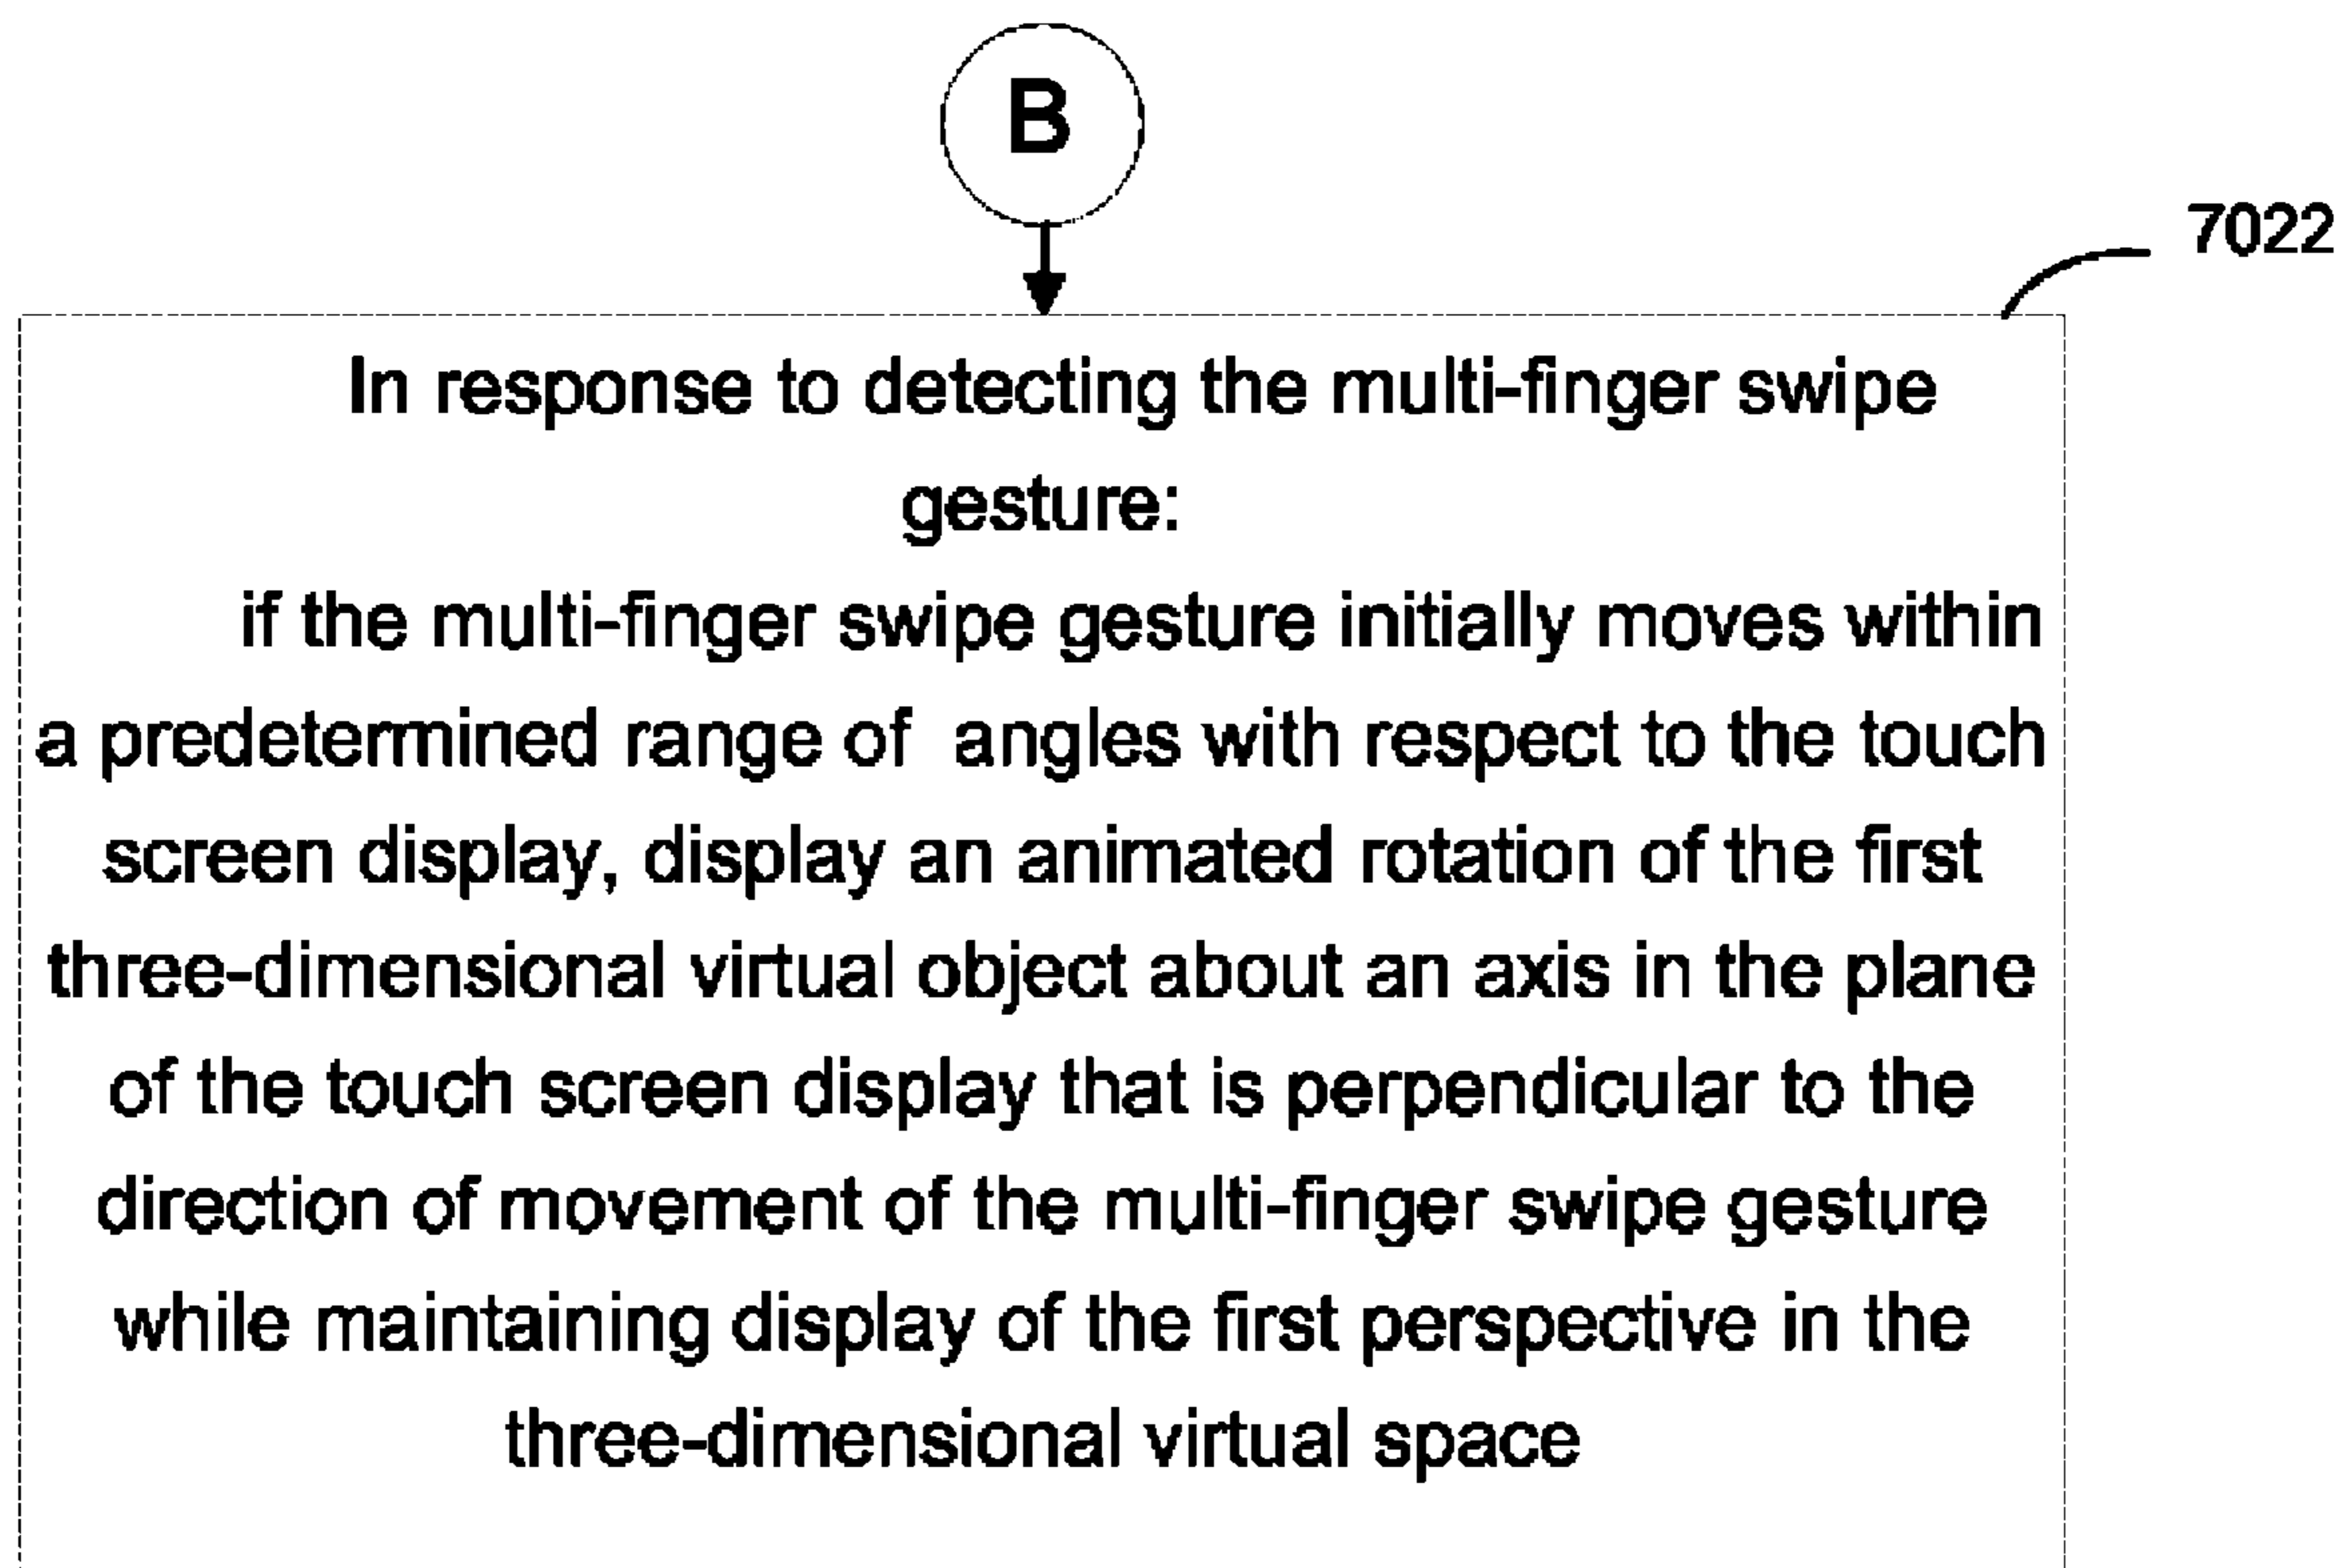 B
7022
In response to detecting the multi-finger swipe
gesture:
if the multi-finger swipe gesture initially moves within
a predetermined range of angles with respect to the touch
screen display, display an animated rotation of the first
three-dimensional virtual object about an axis in the plane
of the touch screen display that is perpendicular to the
direction of movement of the multi-finger swipe gesture
while maintaining display of the first perspective in the
three-dimensional virtual space